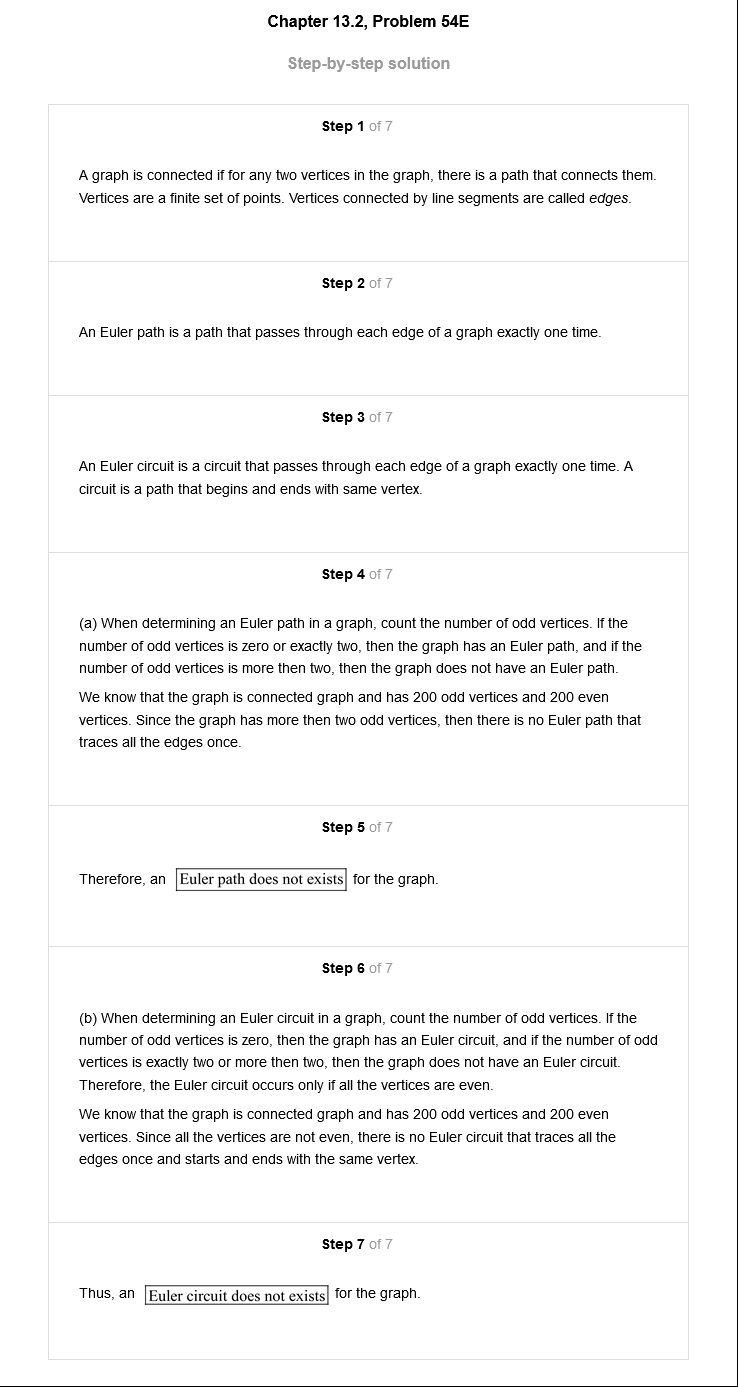 Chapter 13.2, Problem 54E
Step-by-step solution
Step 1 of 7
A graph is connected if for any two vertices in the graph, there is a path that connects them.
Vertices are a finite set of points. Vertices connected by line segments are called edges.
Step 2 of 7
An Euler path is a path that passes through each edge of a graph exactly one time.
Step 3 of 7
An Euler circuit is a circuit that passes through each edge of a graph exactly one time. A
circuit is a path that begins and ends with same vertex.
Step 4 of 7
(a) When determining an Euler path in a graph, count the number of odd vertices. If the
number of odd vertices is zero or exactly two, then the graph has an Euler path, and if the
number of odd vertices is more then two, then the graph does not have an Euler path.
We know that the graph is connected graph and has 200 odd vertices and 200 even
vertices. Since the graph has more then two odd vertices, then there is no Euler path that
traces all the edges once.
Step 5 of 7
Therefore, an Euler path does not exists for the graph.
Step 6 of 7
(b) When determining an Euler circuit in a graph, count the number of odd vertices. If the
number of odd vertices is zero, then the graph has an Euler circuit, and if the number of odd
vertices is exactly two or more then two, then the graph does not have an Euler circuit.
Therefore, the Euler circuit occurs only if all the vertices are even.
We know that the graph is connected graph and has 200 odd vertices and 200 even
vertices. Since all the vertices are not even, there is no Euler circuit that traces all the
edges once and starts and ends with the same vertex.
Step 7 of 7
Thus, an Euler circuit does not exists for the graph.